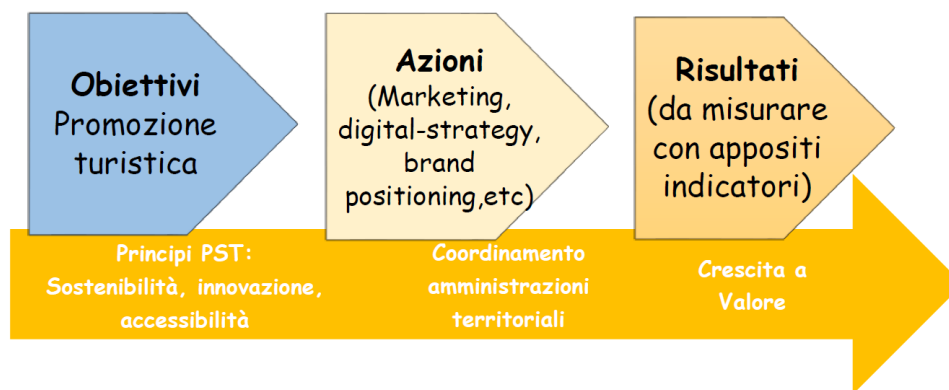 Obiettivi
Promozione
turistica
Azioni
(Marketing,
digital-strategy,
brand
positioning,etc)
Risultati
(da misurare
con appositi
indicatori)
Principi PST:
Sostenibilità, innovazione,
accessibilità
Coordinamento
amministrazioni
territoriali
Crescita a
Valore